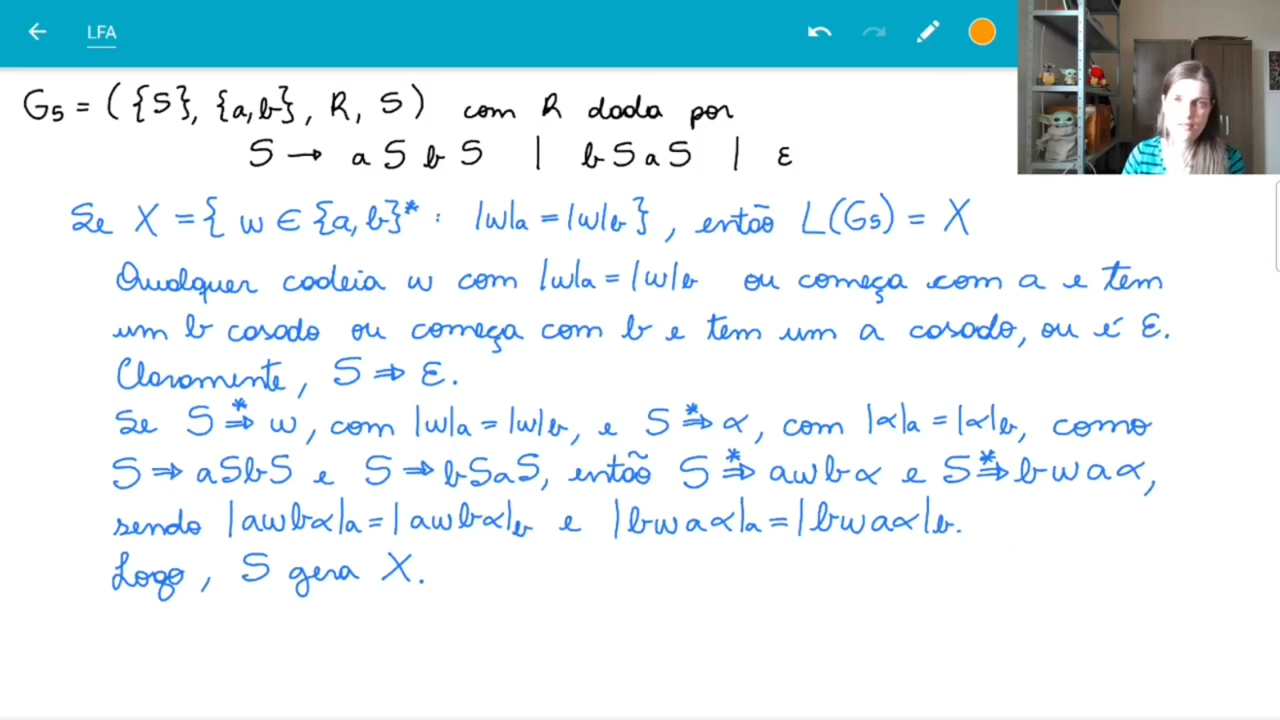 LFA
G5 = ({S}, {a,b}, R, S) com R dada por
S → a S b S | b S a S | ε
Se X = { w ∈ {a,b}* : |w|a = |w|b }, então L(G5) = X
Qualquer cadeia w com |w|a = |w|b ou começa com a e tem
um b casado ou começa com b e tem um a casado, ou é ε.
Claramente, S ⇒ ε.
Se S ⇒* w, com |w|a = |w|b, e S ⇒* α, com |α|a = |α|b, como
S ⇒ aSbS e S ⇒ bSaS, então S ⇒* awbα e S ⇒* bwaα,
sendo |awbα|a = |awbα|b e |bwaα|a = |bwaα|b.
Logo, S gera X.